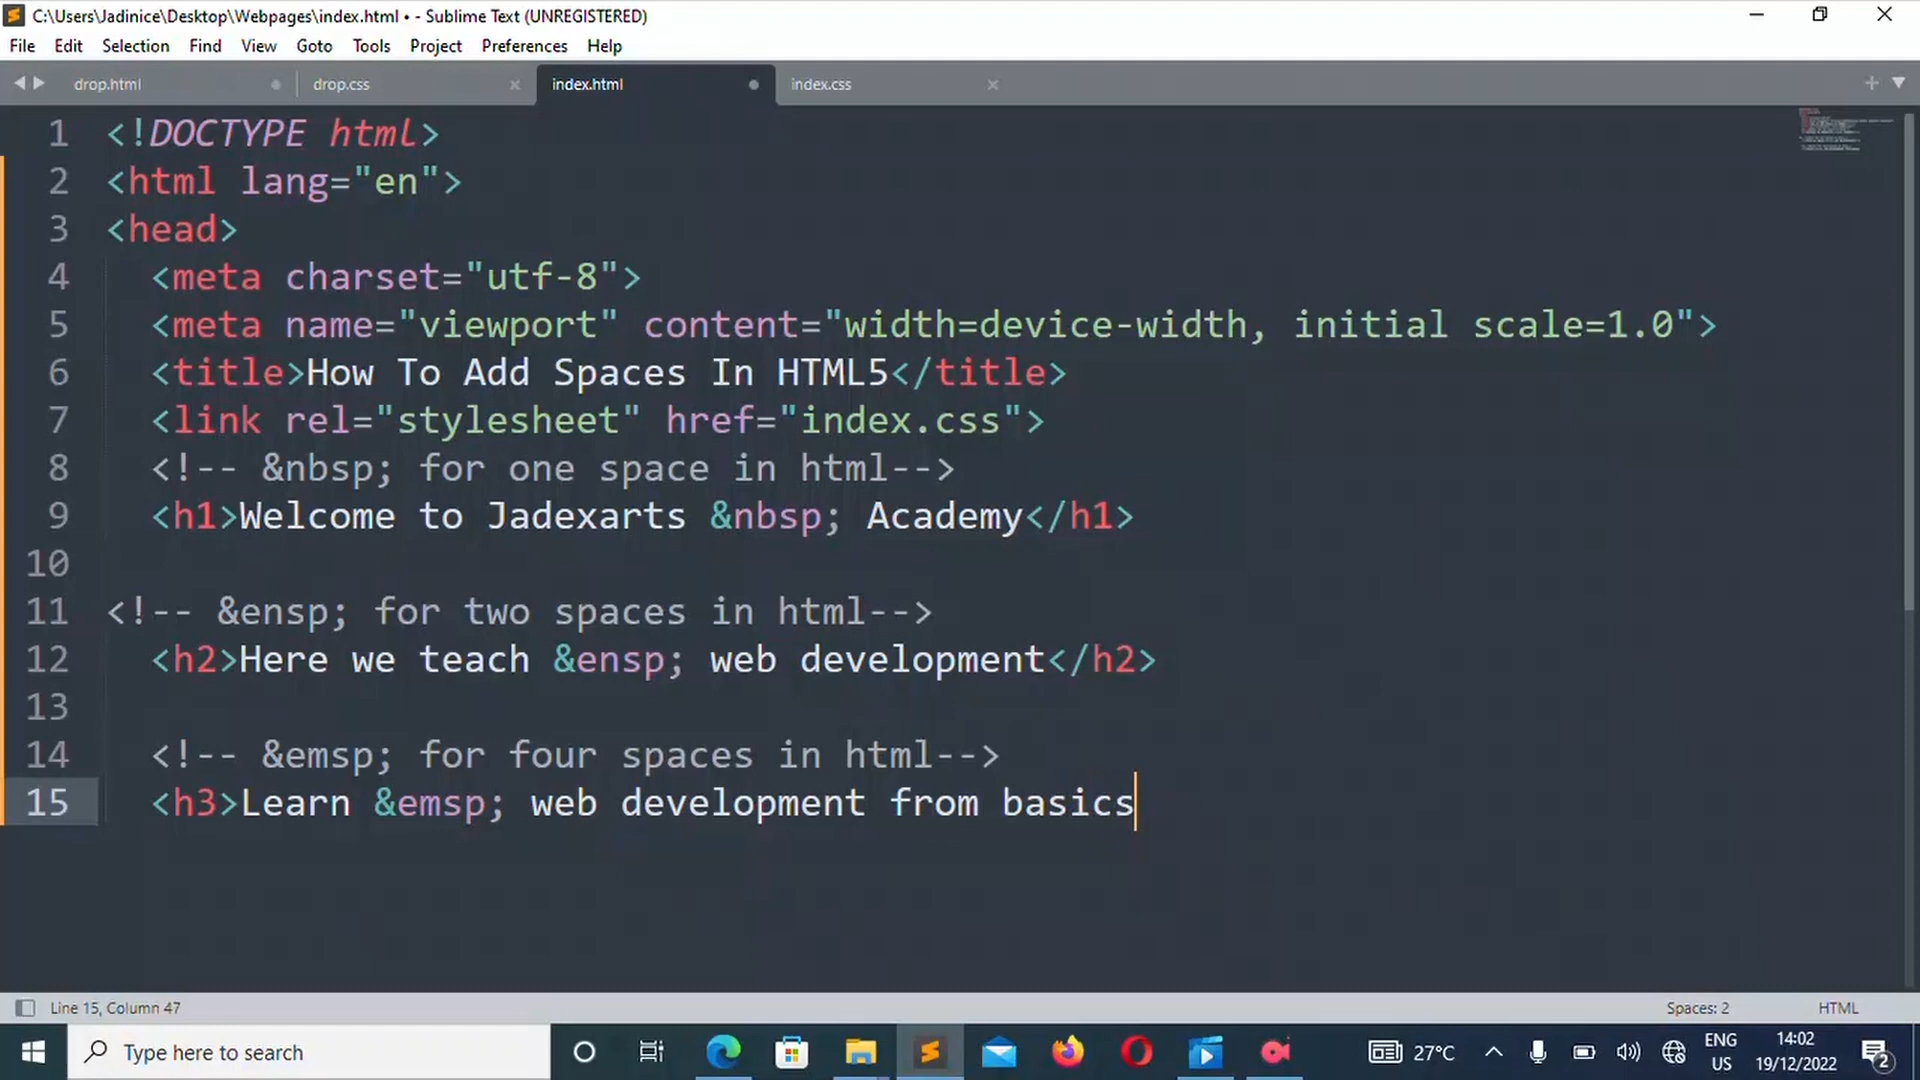 C:\Users\Jadinice\Desktop\Webpages\index.html • - Sublime Text (UNREGISTERED)
File Edit Selection Find View Goto Tools Project Preferences Help
drop.html drop.css index.html index.css
1 <!DOCTYPE html>
2 <html lang="en">
3 <head>
4 <meta charset="utf-8">
5 <meta name="viewport" content="width=device-width, initial scale=1.0">
6 <title>How To Add Spaces In HTML5</title>
7 <link rel="stylesheet" href="index.css">
8 <!-- &nbsp; for one space in html-->
9 <h1>Welcome to Jadexarts &nbsp; Academy</h1>
10
11 <!-- &ensp; for two spaces in html-->
12 <h2>Here we teach &ensp; web development</h2>
13
14 <!-- &emsp; for four spaces in html-->
15 <h3>Learn &emsp; web development from basics
Line 15, Column 47 Spaces: 2 HTML
Type here to search 27°C ENG 14:02
US 19/12/2022 2